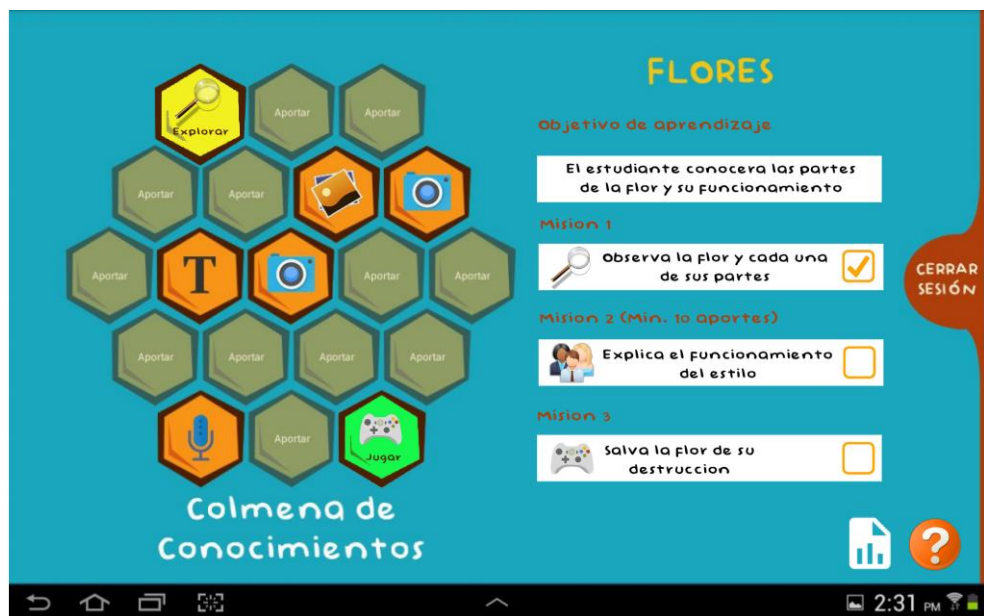 FLORES
Objetivo de aprendizaje
El estudiante conocera las partes
de la flor y su funcionamiento
Mision 1
Observa la flor y cada una
de sus partes
Mision 2 (Min. 10 aportes)
Explica el funcionamiento
del estilo
Mision 3
Salva la flor de su
destruccion
CERRAR
SESIÓN
Explorar
Aportar
Aportar
Aportar
Aportar
Aportar
T
Aportar
Aportar
Aportar
Aportar
Aportar
Aportar
Aportar
Jugar
Colmena de
Conocimientos
?
2:31 PM